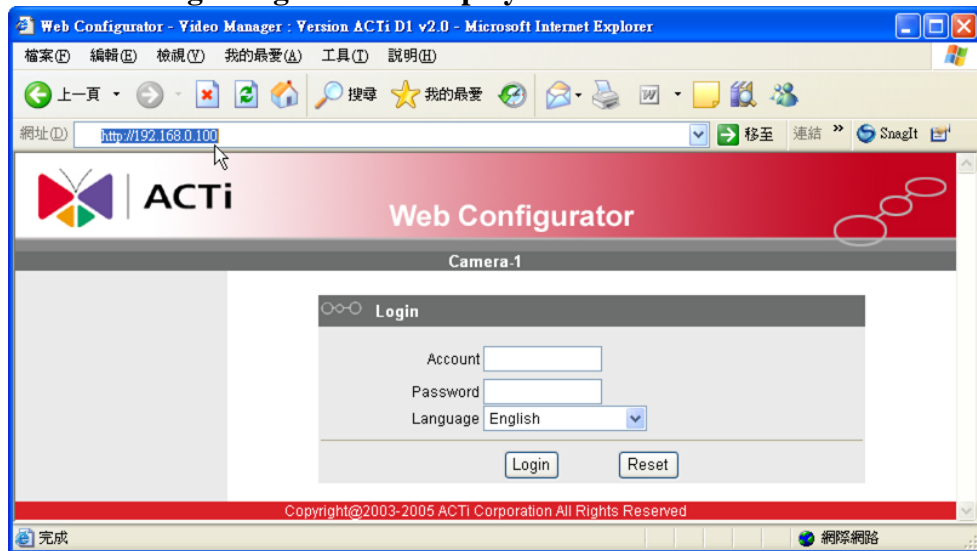 Web Configurator - Video Manager : Version ACTi D1 v2.0 - Microsoft Internet Explorer
檔案(F) 編輯(E) 檢視(V) 我的最愛(A) 工具(T) 說明(H)
上一頁 搜尋 我的最愛
網址(D) http://192.168.0.100 移至 連結 » SnagIt
ACTi
Web Configurator
Camera-1
Login
Account
Password
Language English
Login Reset
Copyright@2003-2005 ACTi Corporation All Rights Reserved
完成 網際網路